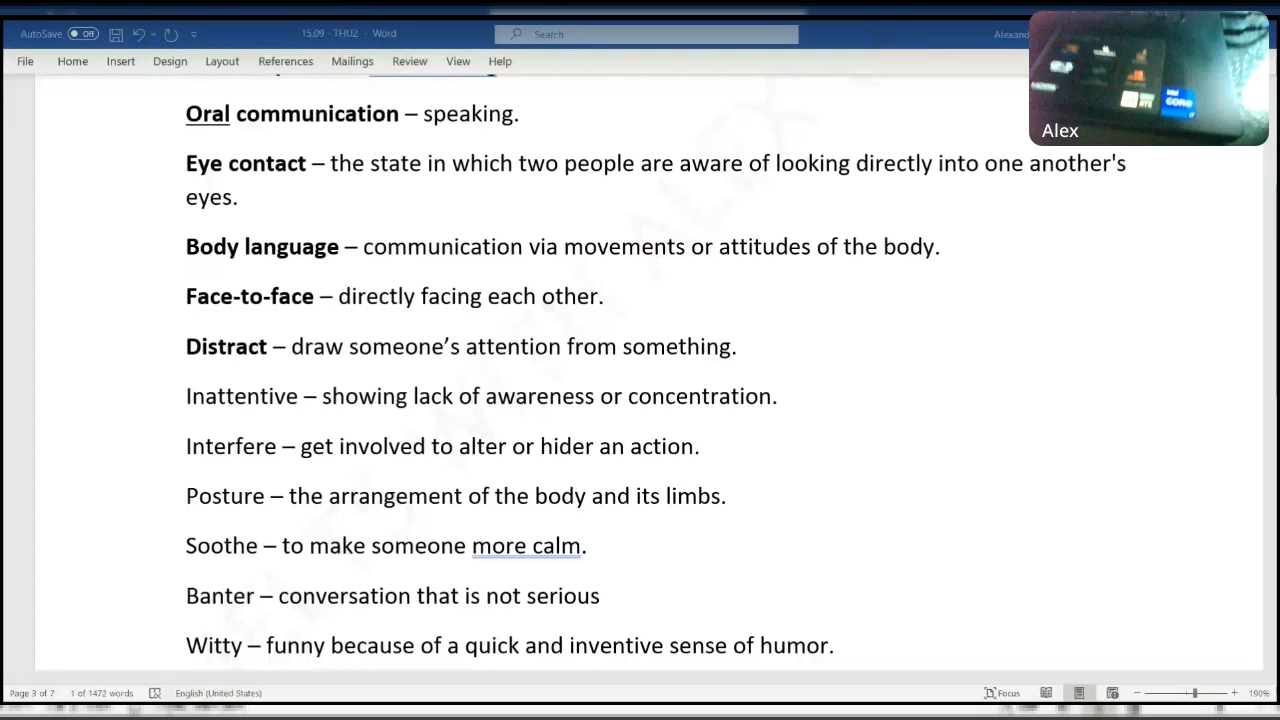 AutoSave Off 15.09 - THU2 - Word Search Alexand
File Home Insert Design Layout References Mailings Review View Help
Alex
Oral communication – speaking.
Eye contact – the state in which two people are aware of looking directly into one another's
eyes.
Body language – communication via movements or attitudes of the body.
Face-to-face – directly facing each other.
Distract – draw someone’s attention from something.
Inattentive – showing lack of awareness or concentration.
Interfere – get involved to alter or hider an action.
Posture – the arrangement of the body and its limbs.
Soothe – to make someone more calm.
Banter – conversation that is not serious
Witty – funny because of a quick and inventive sense of humor.
Page 3 of 7 1 of 1472 words English (United States) Focus 190%